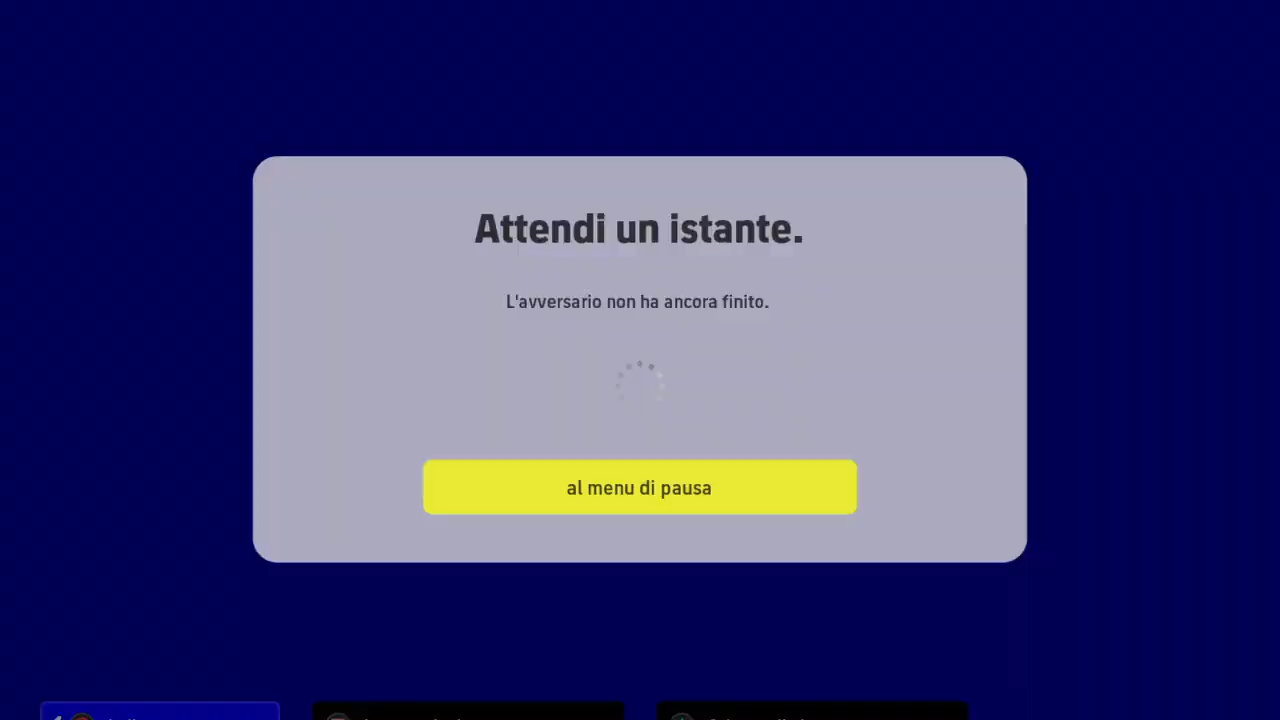 Attendi un istante.
L'avversario non ha ancora finito.
al menu di pausa